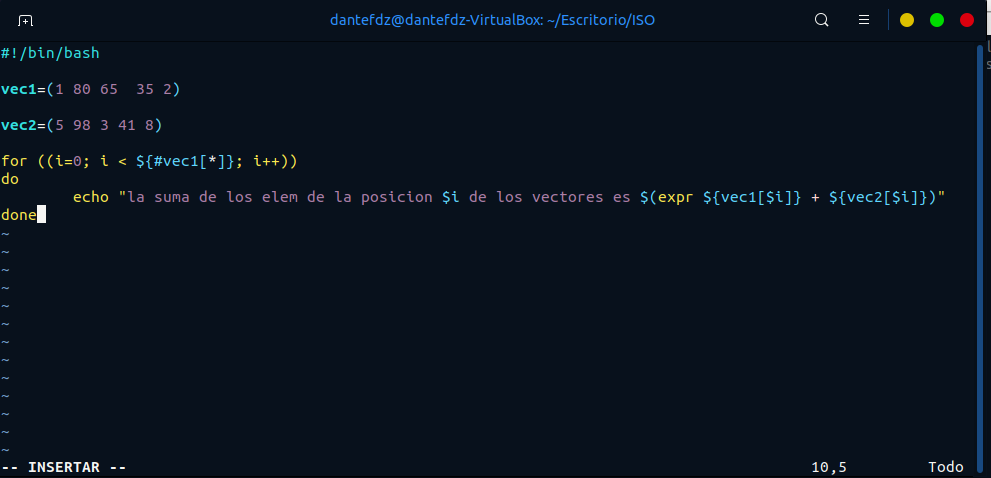 dantefdz@dantefdz-VirtualBox: ~/Escritorio/ISO
#!/bin/bash
vec1=(1 80 65  35 2)
vec2=(5 98 3 41 8)
for ((i=0; i < ${#vec1[*]}; i++))
do
        echo "la suma de los elem de la posicion $i de los vectores es $(expr ${vec1[$i]} + ${vec2[$i]})"
done
~
~
~
~
~
~
~
~
~
~
~
~
~
-- INSERTAR -- 10,5 Todo